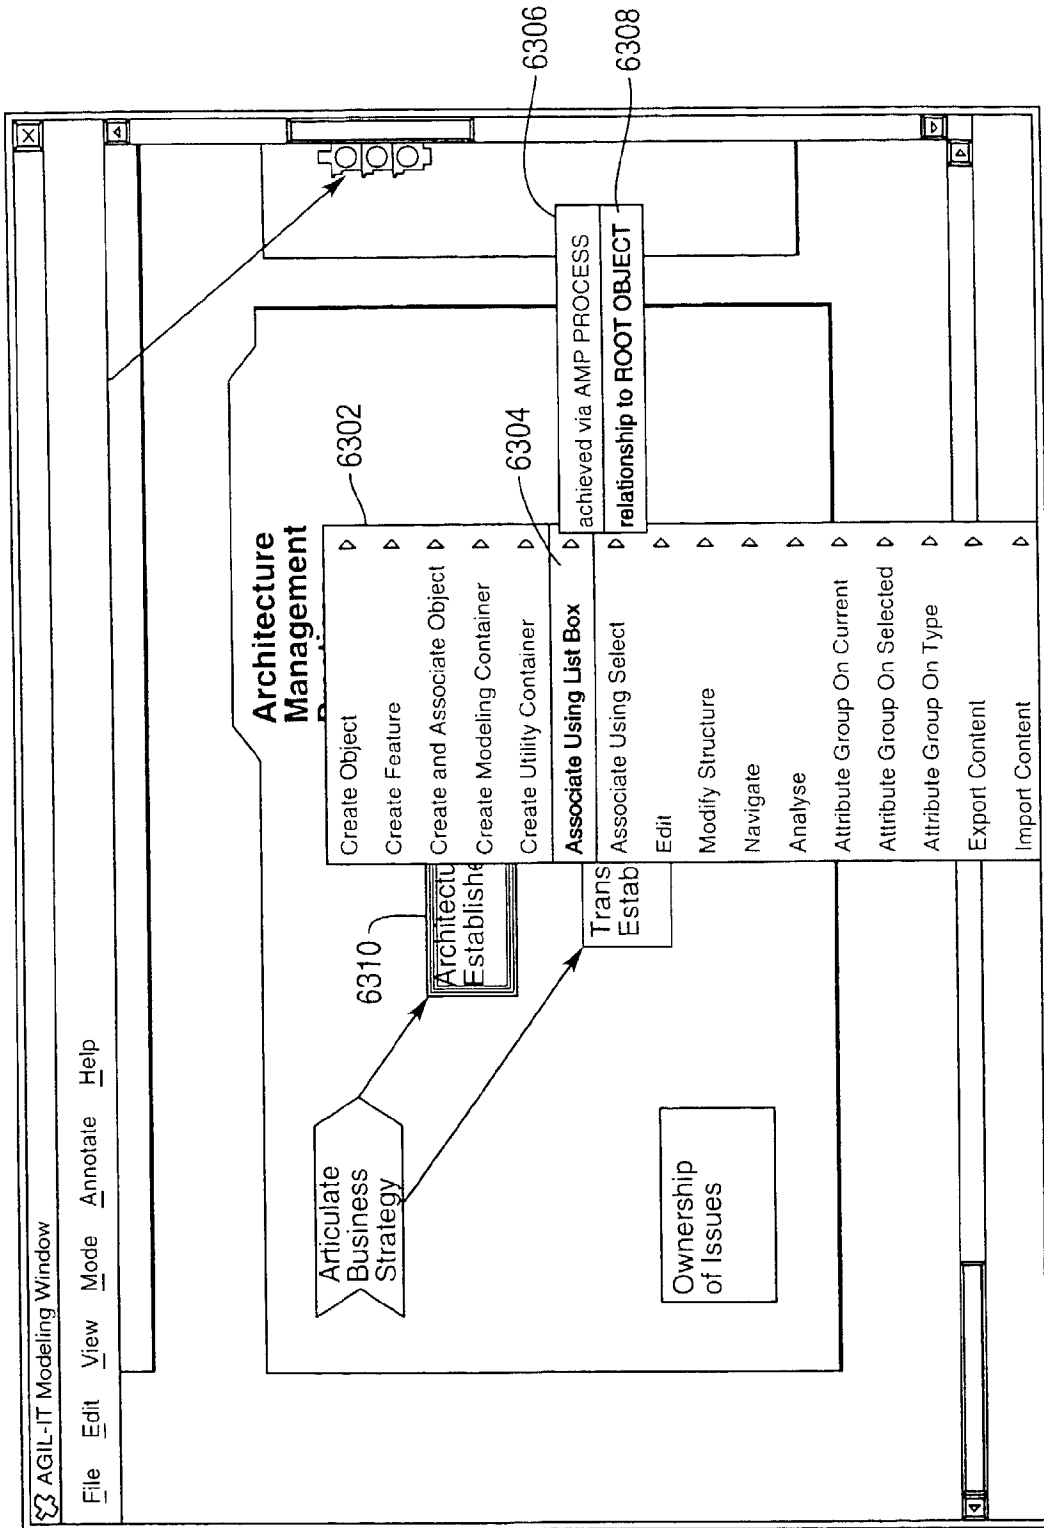 AGIL-IT Modeling Window
File Edit View Mode Annotate Help
Architecture
Management
Articulate
Business
Strategy
6310
Architectu
Establishe
Trans
Estab
Ownership
of Issues
6302
Create Object
Create Feature
Create and Associate Object
Create Modeling Container
Create Utility Container
Associate Using List Box
Associate Using Select
Edit
Modify Structure
Navigate
Analyse
Attribute Group On Current
Attribute Group On Selected
Attribute Group On Type
Export Content
Import Content
6304
achieved via AMP PROCESS
relationship to ROOT OBJECT
6306
6308